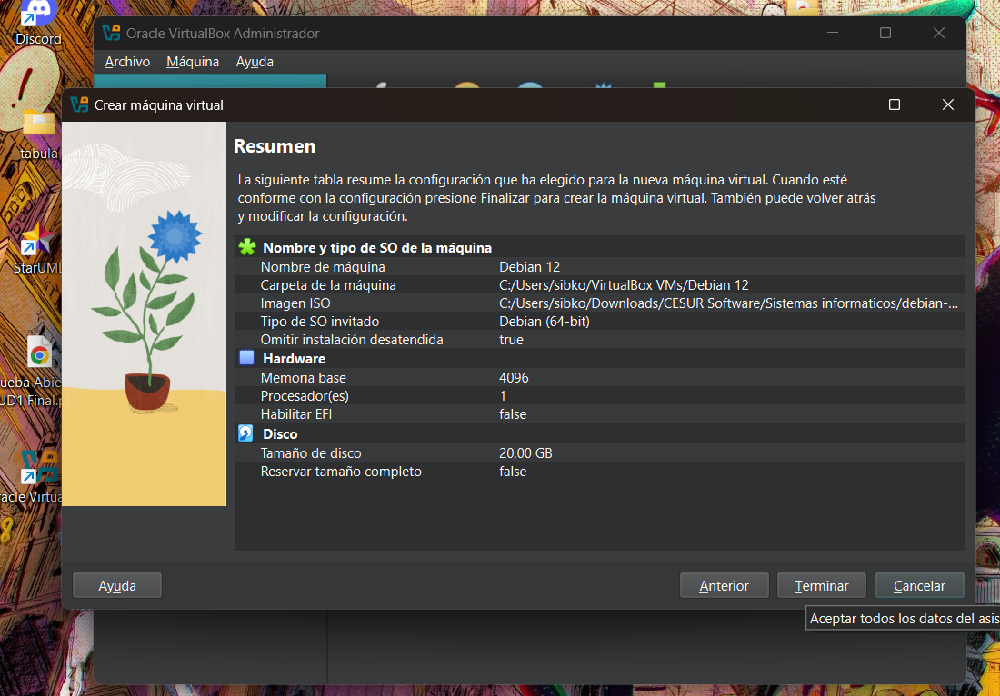 Discord
Oracle VirtualBox Administrador
Archivo Máquina Ayuda
Crear máquina virtual
tabula
Resumen
La siguiente tabla resume la configuración que ha elegido para la nueva máquina virtual. Cuando esté
conforme con la configuración presione Finalizar para crear la máquina virtual. También puede volver atrás
y modificar la configuración.
Nombre y tipo de SO de la máquina
Nombre de máquina Debian 12
Carpeta de la máquina C:/Users/sibko/VirtualBox VMs/Debian 12
Imagen ISO C:/Users/sibko/Downloads/CESUR Software/Sistemas informaticos/debian-...
Tipo de SO invitado Debian (64-bit)
Omitir instalación desatendida true
Hardware
Memoria base 4096
Procesador(es) 1
Habilitar EFI false
Disco
Tamaño de disco 20,00 GB
Reservar tamaño completo false
StarUML
ueba Abie
UD1 Final.p
racle Virtua
Ayuda Anterior Terminar Cancelar
Aceptar todos los datos del asis